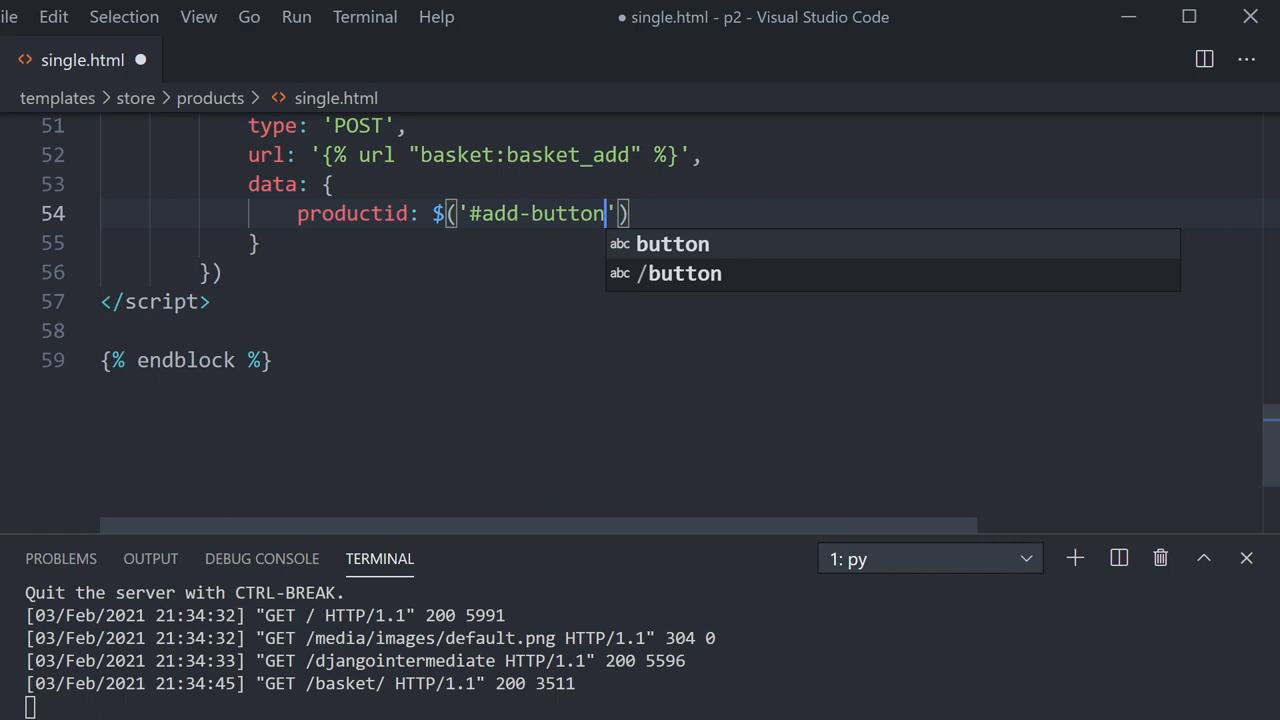 ile Edit Selection View Go Run Terminal Help ● single.html - p2 - Visual Studio Code
<> single.html ●
templates > store > products > <> single.html
51 type: 'POST',
52 url: '{% url "basket:basket_add" %}',
53 data: {
54 productid: $('#add-button')
abc button
55 }
abc /button
56 })
57 </script>
58
59 {% endblock %}
PROBLEMS OUTPUT DEBUG CONSOLE TERMINAL 1: py
Quit the server with CTRL-BREAK.
[03/Feb/2021 21:34:32] "GET / HTTP/1.1" 200 5991
[03/Feb/2021 21:34:32] "GET /media/images/default.png HTTP/1.1" 304 0
[03/Feb/2021 21:34:33] "GET /djangointermediate HTTP/1.1" 200 5596
[03/Feb/2021 21:34:45] "GET /basket/ HTTP/1.1" 200 3511